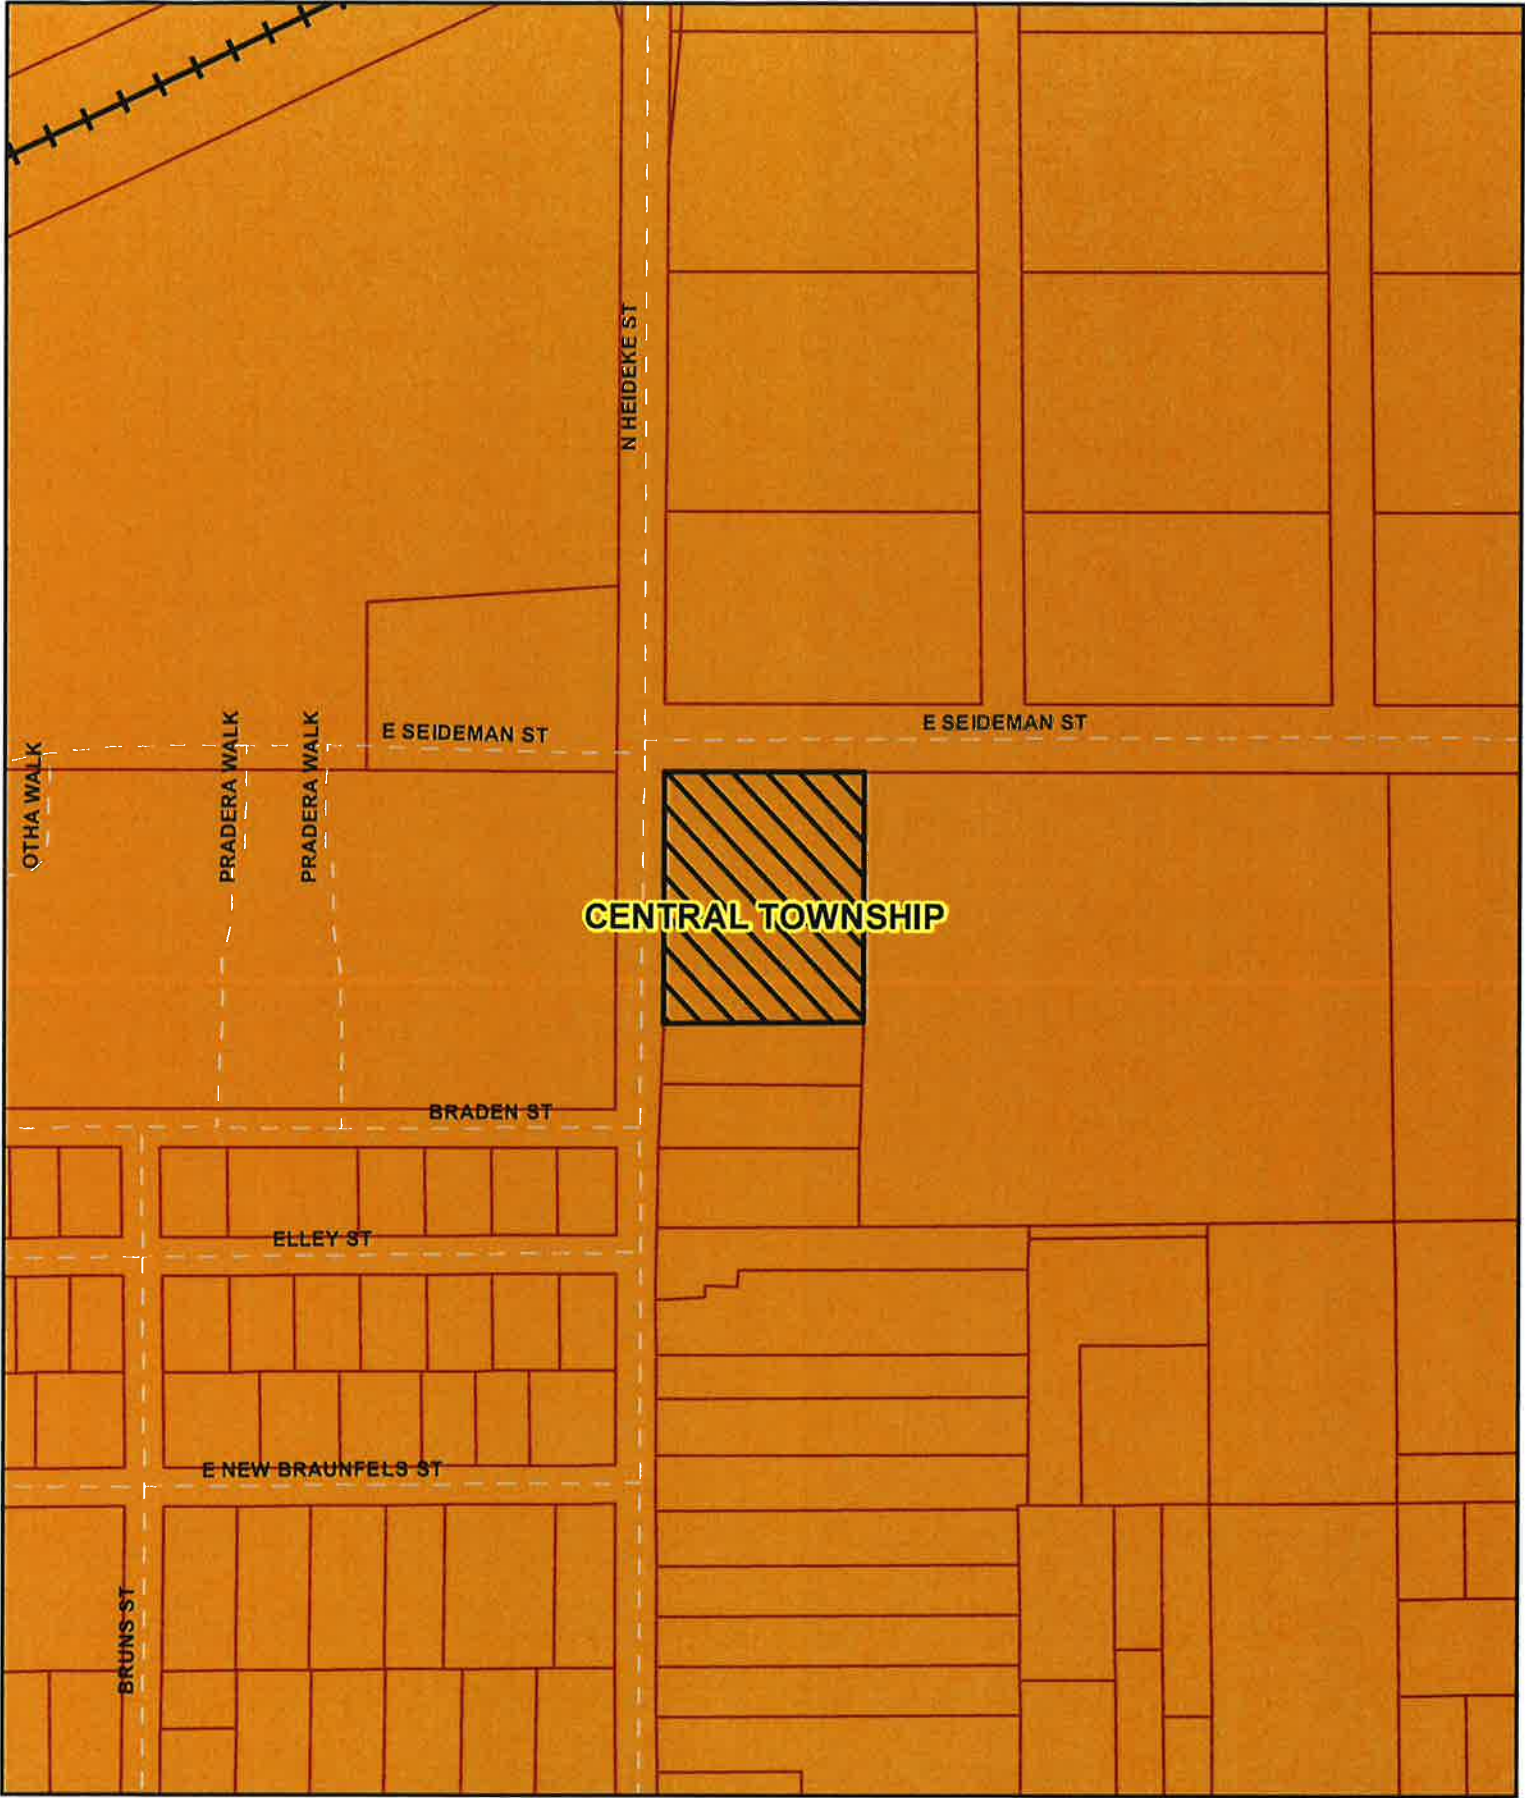 N HEIDEKE ST
E SEIDEMAN ST
E SEIDEMAN ST
OTHA WALK
PRADERA WALK
PRADERA WALK
CENTRAL TOWNSHIP
BRADEN ST
ELLEY ST
E NEW BRAUNFELS ST
BRUNS ST